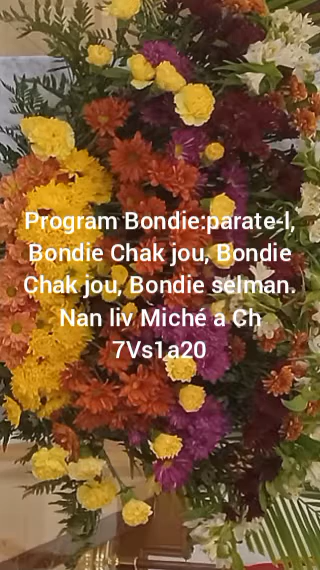 Program Bondie:parate-l,
Bondie Chak jou, Bondie
Chak jou, Bondie selman.
Nan liv Miché a Ch
7Vs1a20